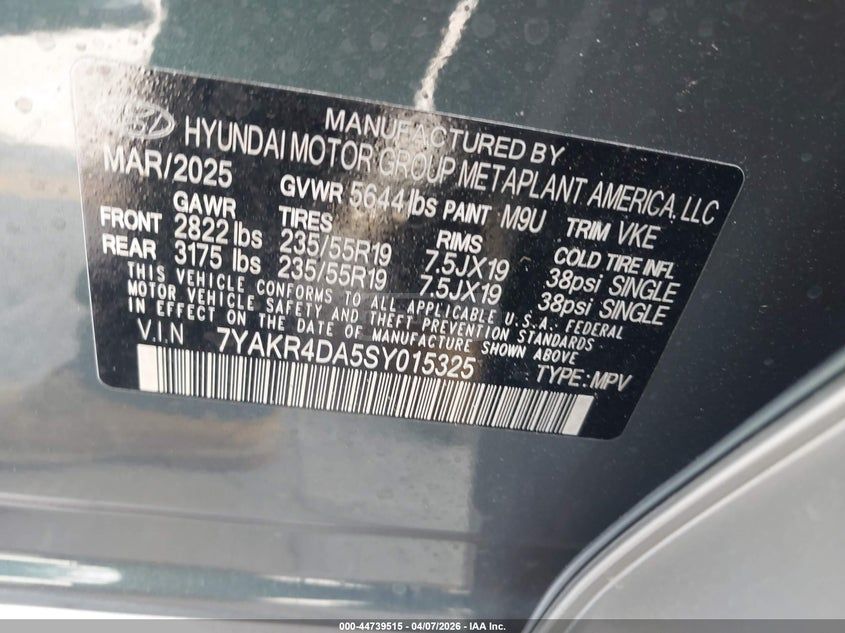 MANUFACTURED BY
HYUNDAI MOTOR GROUP METAPLANT AMERICA, LLC
MAR/2025 GVWR 5644 lbs PAINT M9U TRIM VKE
GAWR TIRES RIMS COLD TIRE INFL
FRONT 2822 lbs 235/55R19 7.5JX19 38psi SINGLE
REAR 3175 lbs 235/55R19 7.5JX19 38psi SINGLE
THIS VEHICLE CONFORMS TO ALL APPLICABLE U.S.A. FEDERAL
MOTOR VEHICLE SAFETY AND THEFT PREVENTION STANDARDS
IN EFFECT ON THE DATE OF MANUFACTURE SHOWN ABOVE
V.I.N 7YAKR4DA5SY015325 TYPE: MPV
000-44739515 - 04/07/2026 - IAA Inc.